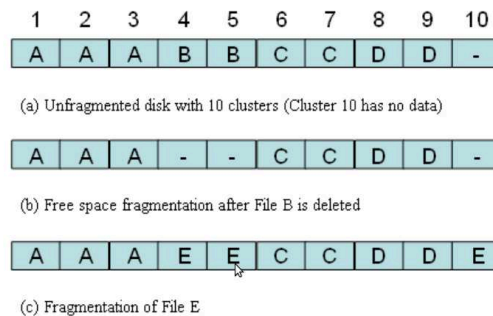 1 2 3 4 5 6 7 8 9 10
A A A B B C C D D -
(a) Unfragmented disk with 10 clusters (Cluster 10 has no data)
A A A - - C C D D -
(b) Free space fragmentation after File B is deleted
A A A E E C C D D E
(c) Fragmentation of File E